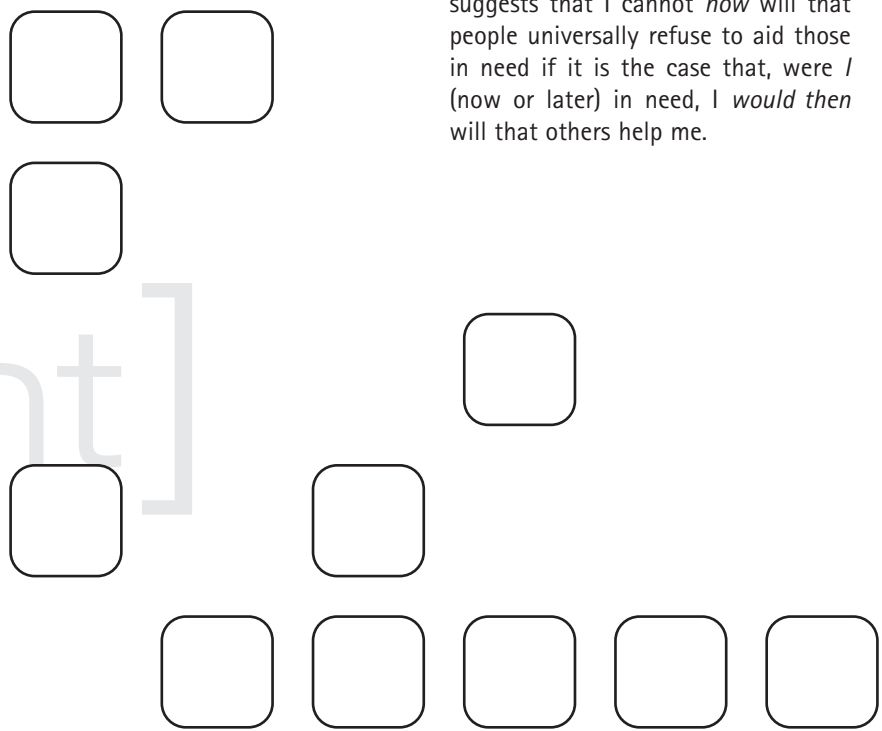 suggests that I cannot now will that
people universally refuse to aid those
in need if it is the case that, were I
(now or later) in need, I would then
will that others help me.
nt]